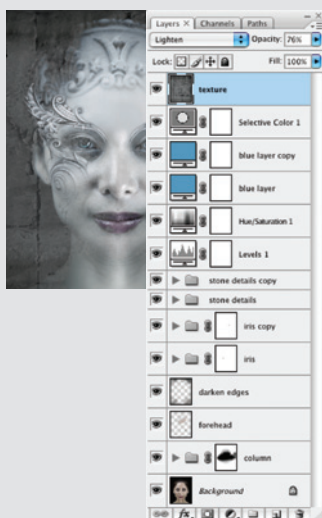 Layers × Channels Paths
Lighten Opacity: 76%
Lock: Fill: 100%
texture
Selective Color 1
blue layer copy
blue layer
Hue/Saturation 1
Levels 1
stone details copy
stone details
iris copy
iris
darken edges
forehead
column
Background
fx